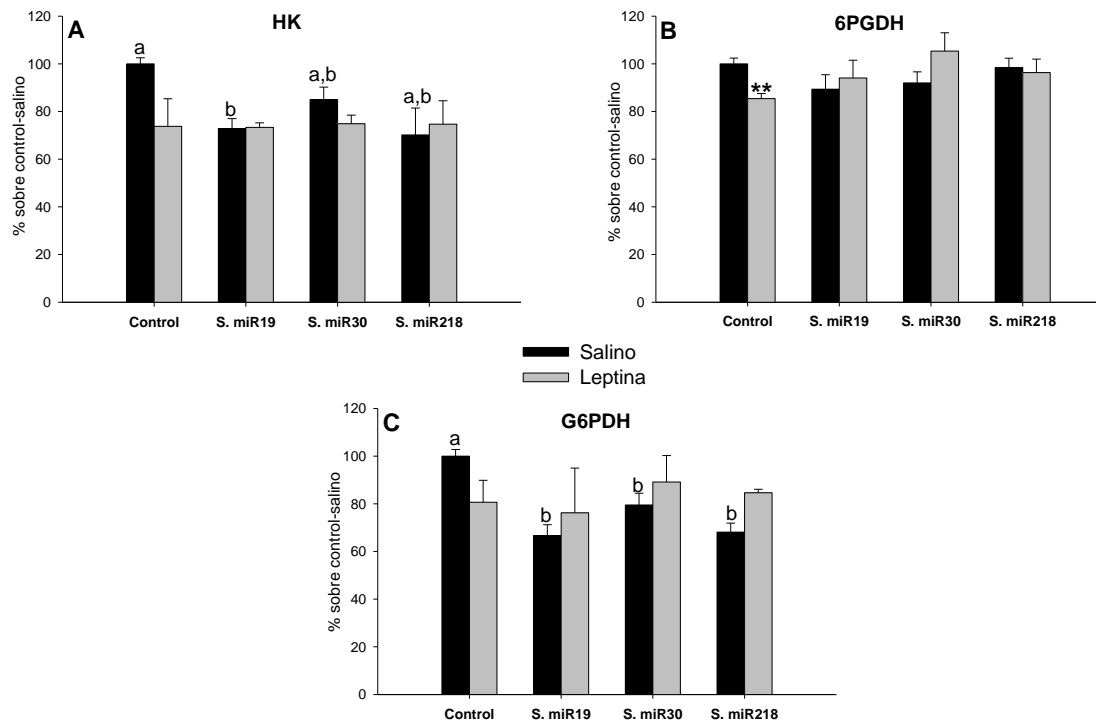 A
HK
% sobre control-salino
120
100
80
60
40
20
0
a
b
a,b
a,b
Control
S. miR19
S. miR30
S. miR218
B
6PGDH
% sobre control-salino
120
100
80
60
40
20
0
**
Control
S. miR19
S. miR30
S. miR218
Salino
Leptina
C
G6PDH
% sobre control-salino
120
100
80
60
40
20
0
a
b
b
b
Control
S. miR19
S. miR30
S. miR218